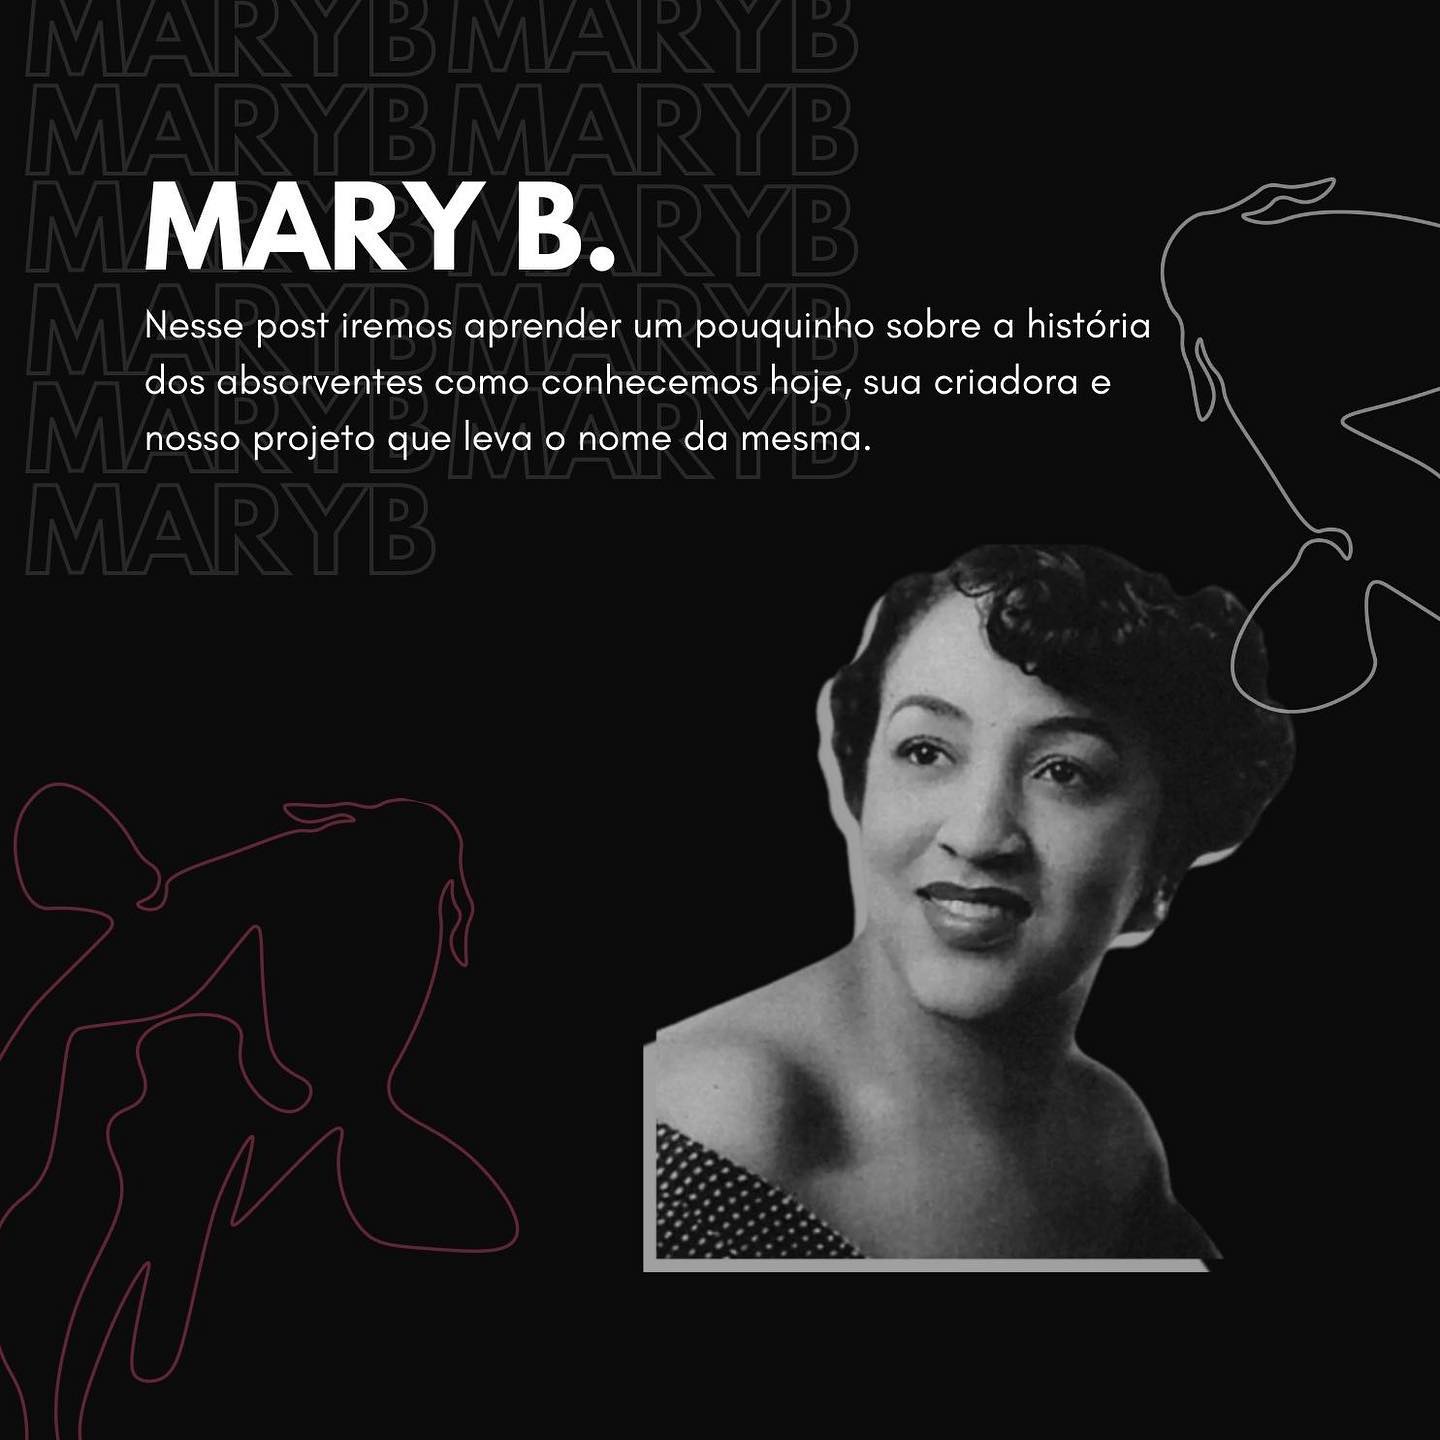 MARYB MARYB
MARYB MARYB
MARYB MARYB
MARY B.
MARYB MARYB
Nesse post iremos aprender um pouquinho sobre a história
dos absorventes como conhecemos hoje, sua criadora e
MARYB MARYB
nosso projeto que leva o nome da mesma.
MARYB